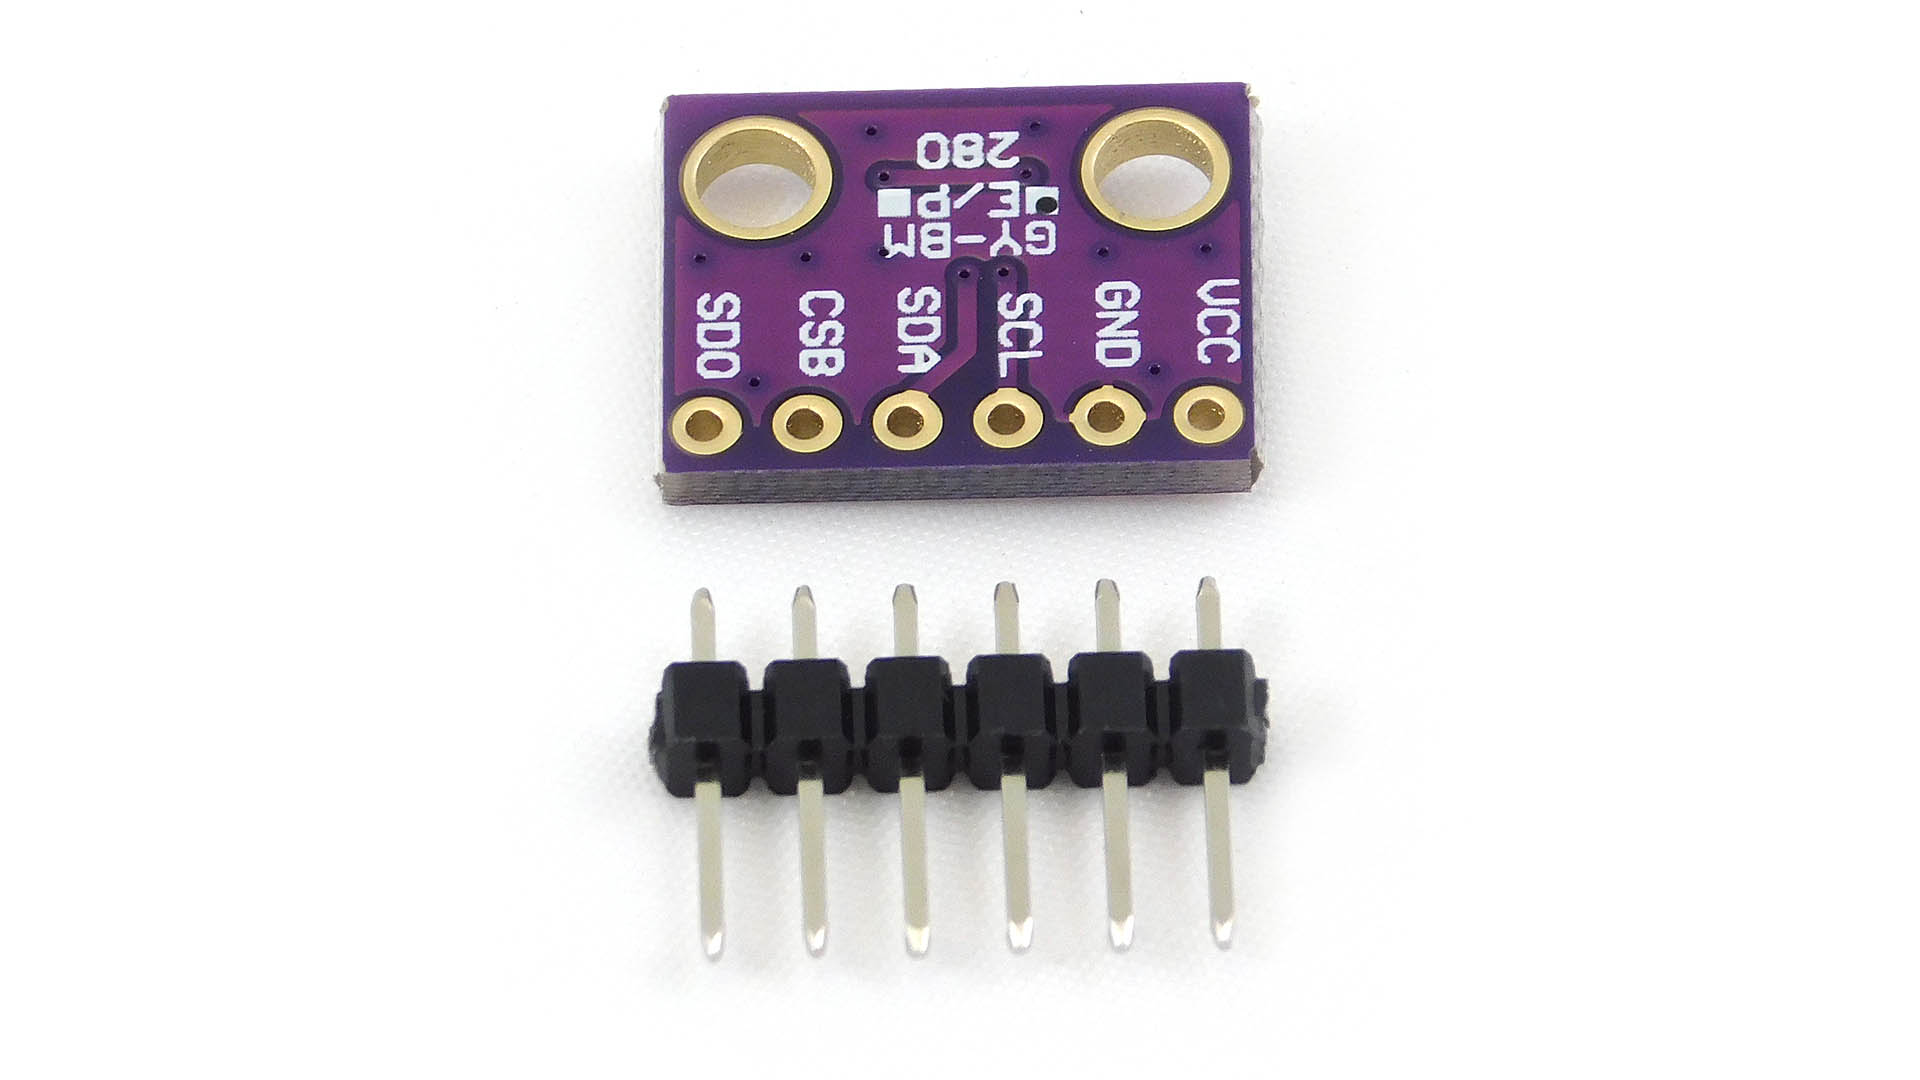 GY-BM
E/P
280
VCC
GND
SCL
SDA
CSB
SDO